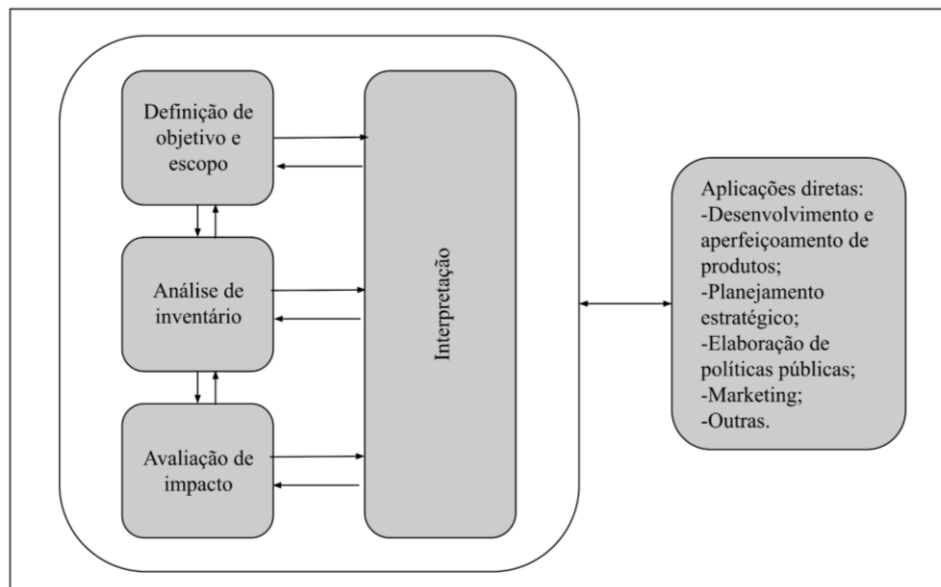 Definição de
objetivo e
escopo
Análise de
inventário
Avaliação de
impacto
Interpretação
Aplicações diretas:
-Desenvolvimento e
aperfeiçoamento de
produtos;
-Planejamento
estratégico;
-Elaboração de
políticas públicas;
-Marketing;
-Outras.